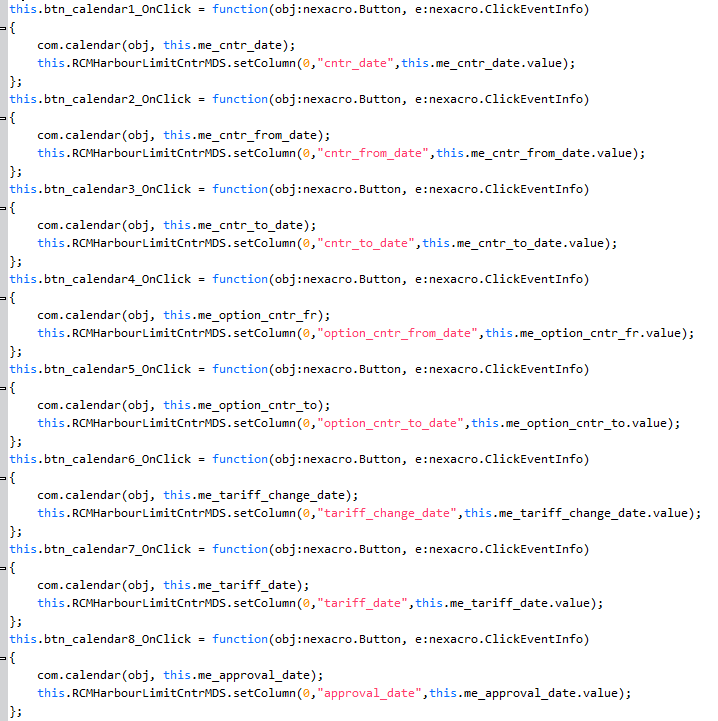 this.btn_calendar1_OnClick = function(obj:nexacro.Button, e:nexacro.ClickEventInfo)
{
    com.calendar(obj, this.me_cntr_date);
    this.RCMHarbourLimitCntrMDS.setColumn(0,"cntr_date",this.me_cntr_date.value);
};
this.btn_calendar2_OnClick = function(obj:nexacro.Button, e:nexacro.ClickEventInfo)
{
    com.calendar(obj, this.me_cntr_from_date);
    this.RCMHarbourLimitCntrMDS.setColumn(0,"cntr_from_date",this.me_cntr_from_date.value);
};
this.btn_calendar3_OnClick = function(obj:nexacro.Button, e:nexacro.ClickEventInfo)
{
    com.calendar(obj, this.me_cntr_to_date);
    this.RCMHarbourLimitCntrMDS.setColumn(0,"cntr_to_date",this.me_cntr_to_date.value);
};
this.btn_calendar4_OnClick = function(obj:nexacro.Button, e:nexacro.ClickEventInfo)
{
    com.calendar(obj, this.me_option_cntr_fr);
    this.RCMHarbourLimitCntrMDS.setColumn(0,"option_cntr_from_date",this.me_option_cntr_fr.value);
};
this.btn_calendar5_OnClick = function(obj:nexacro.Button, e:nexacro.ClickEventInfo)
{
    com.calendar(obj, this.me_option_cntr_to);
    this.RCMHarbourLimitCntrMDS.setColumn(0,"option_cntr_to_date",this.me_option_cntr_to.value);
};
this.btn_calendar6_OnClick = function(obj:nexacro.Button, e:nexacro.ClickEventInfo)
{
    com.calendar(obj, this.me_tariff_change_date);
    this.RCMHarbourLimitCntrMDS.setColumn(0,"tariff_change_date",this.me_tariff_change_date.value);
};
this.btn_calendar7_OnClick = function(obj:nexacro.Button, e:nexacro.ClickEventInfo)
{
    com.calendar(obj, this.me_tariff_date);
    this.RCMHarbourLimitCntrMDS.setColumn(0,"tariff_date",this.me_tariff_date.value);
};
this.btn_calendar8_OnClick = function(obj:nexacro.Button, e:nexacro.ClickEventInfo)
{
    com.calendar(obj, this.me_approval_date);
    this.RCMHarbourLimitCntrMDS.setColumn(0,"approval_date",this.me_approval_date.value);
};